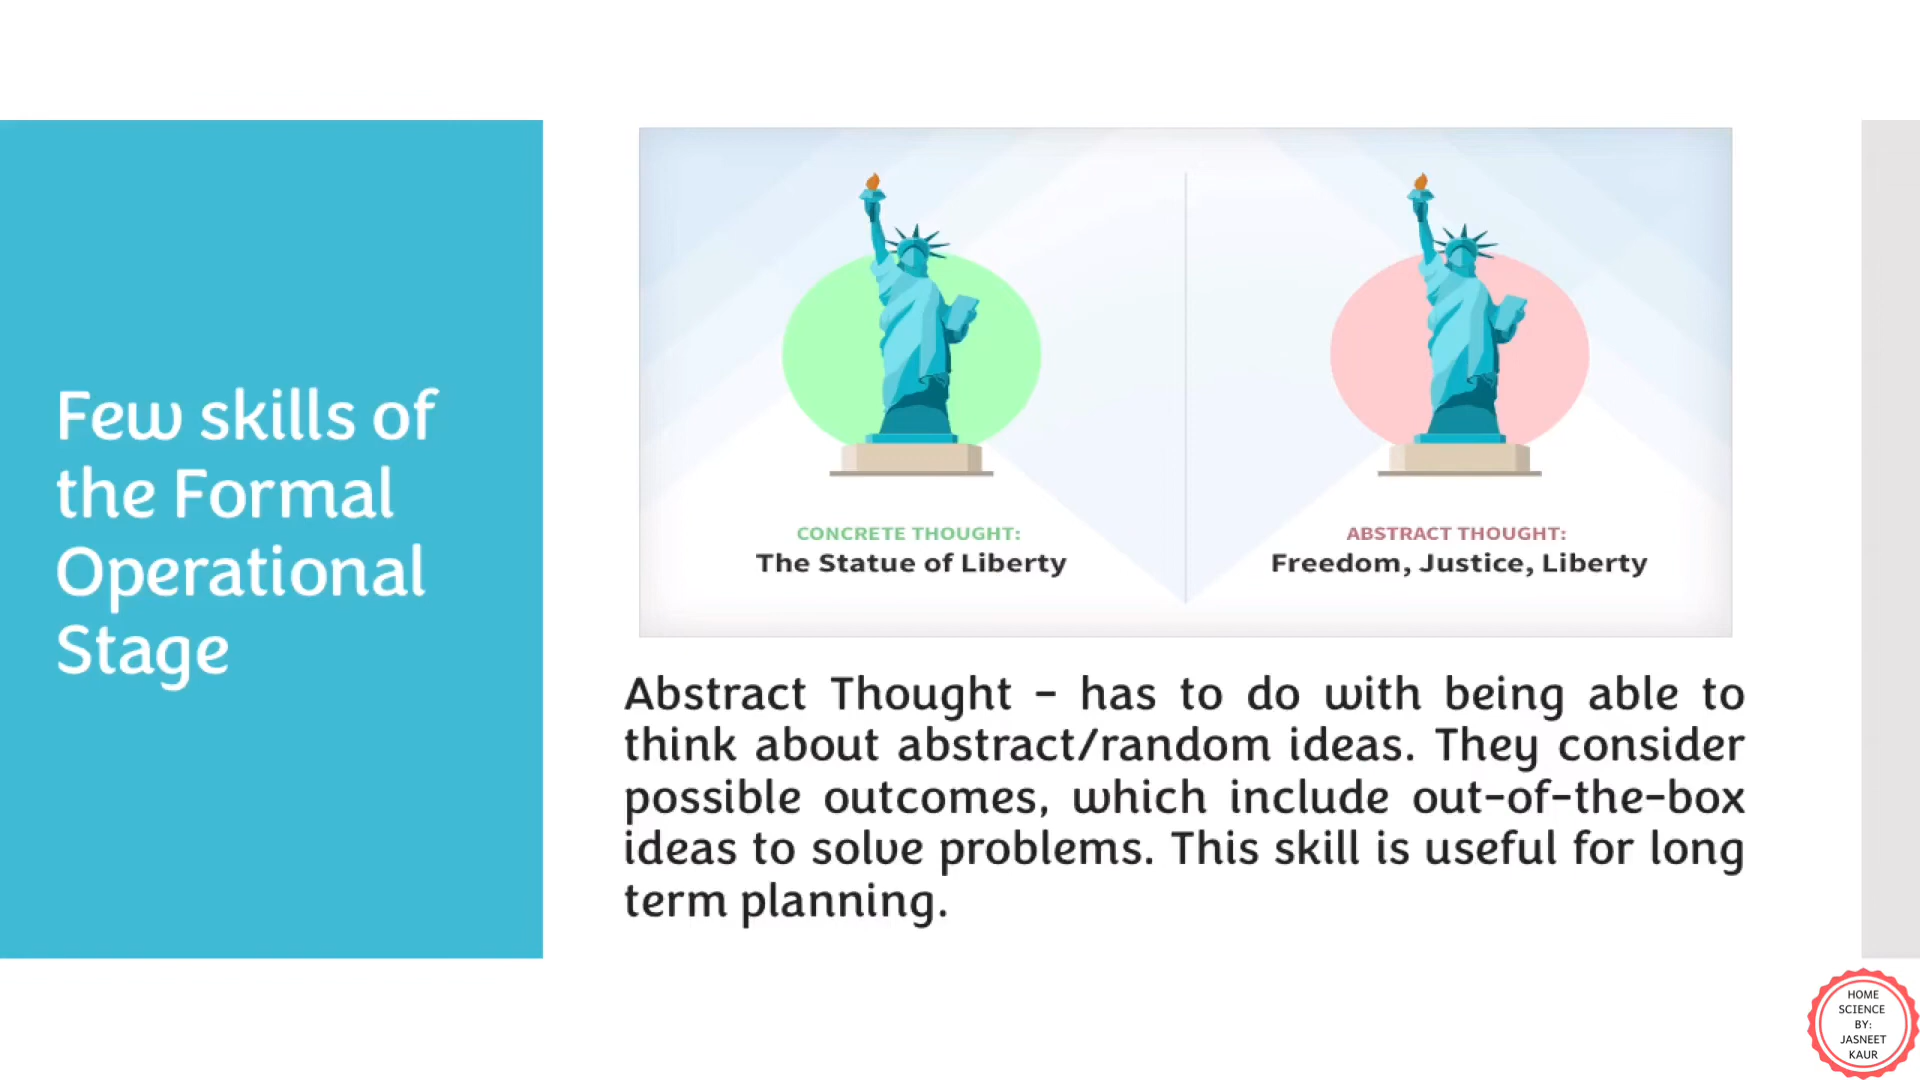 Few skills of
the Formal
Operational
Stage
CONCRETE THOUGHT:
The Statue of Liberty
ABSTRACT THOUGHT:
Freedom, Justice, Liberty
Abstract Thought – has to do with being able to
think about abstract/random ideas. They consider
possible outcomes, which include out-of-the-box
ideas to solve problems. This skill is useful for long
term planning.
HOME
SCIENCE
BY:
JASNEET
KAUR